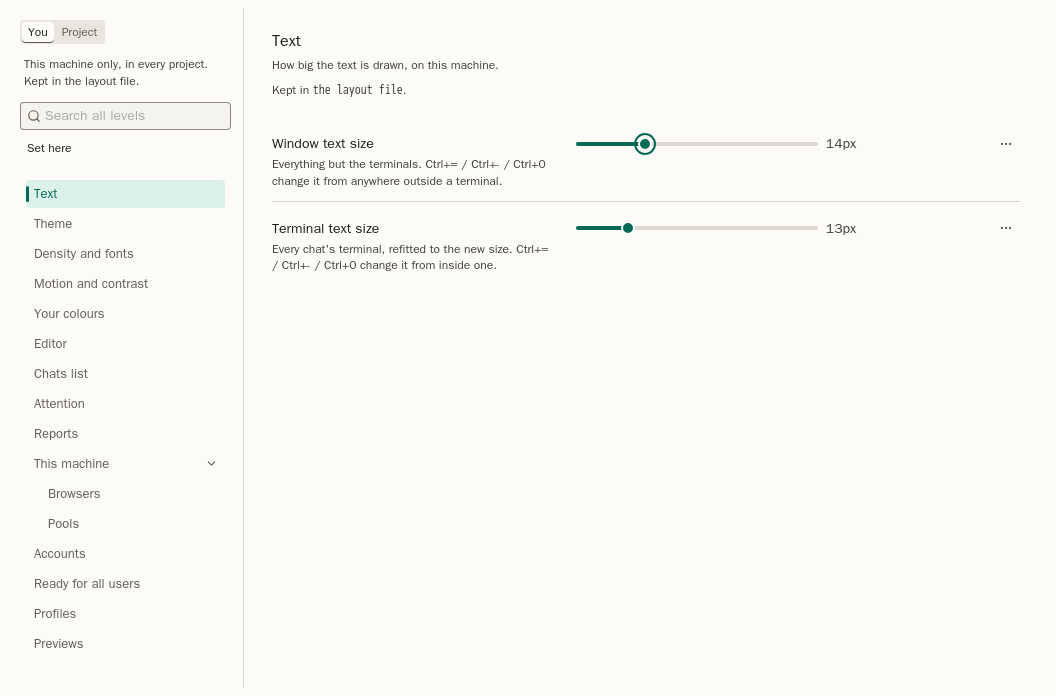 You Project
This machine only, in every project.
Kept in the layout file.
Search all levels
Set here
Text
Theme
Density and fonts
Motion and contrast
Your colours
Editor
Chats list
Attention
Reports
This machine
Browsers
Pools
Accounts
Ready for all users
Profiles
Previews
Text
How big the text is drawn, on this machine.
Kept in the layout file.
Window text size
14px
Everything but the terminals. Ctrl+= / Ctrl+- / Ctrl+0
change it from anywhere outside a terminal.
Terminal text size
13px
Every chat's terminal, refitted to the new size. Ctrl+=
/ Ctrl+- / Ctrl+0 change it from inside one.